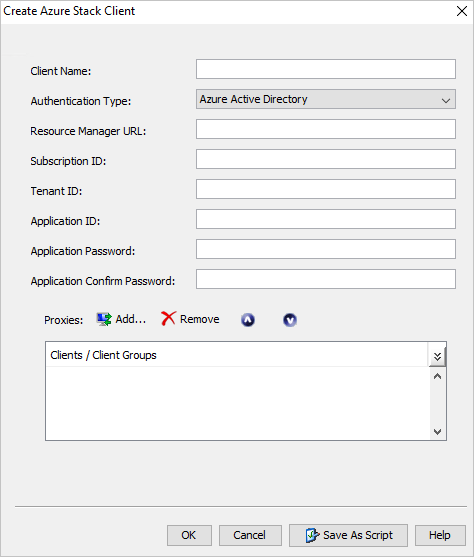 Create Azure Stack Client
Client Name:
Authentication Type: Azure Active Directory
Resource Manager URL:
Subscription ID:
Tenant ID:
Application ID:
Application Password:
Application Confirm Password:
Proxies: Add... Remove
Clients / Client Groups
OK Cancel Save As Script Help